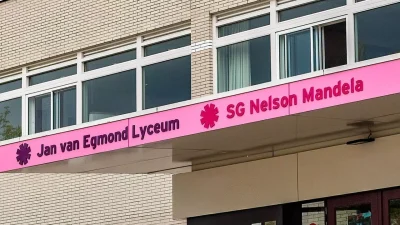 Jan van Egmond Lyceum
SG Nelson Mandela